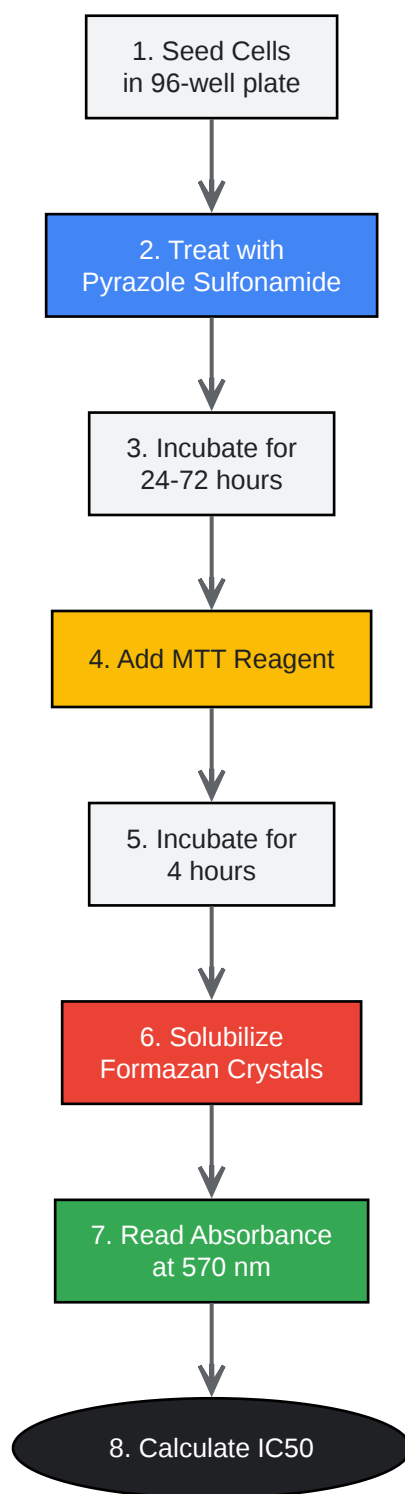 1. Seed Cells
in 96-well plate
2. Treat with
Pyrazole Sulfonamide
3. Incubate for
24-72 hours
4. Add MTT Reagent
5. Incubate for
4 hours
6. Solubilize
Formazan Crystals
7. Read Absorbance
at 570 nm
8. Calculate IC50